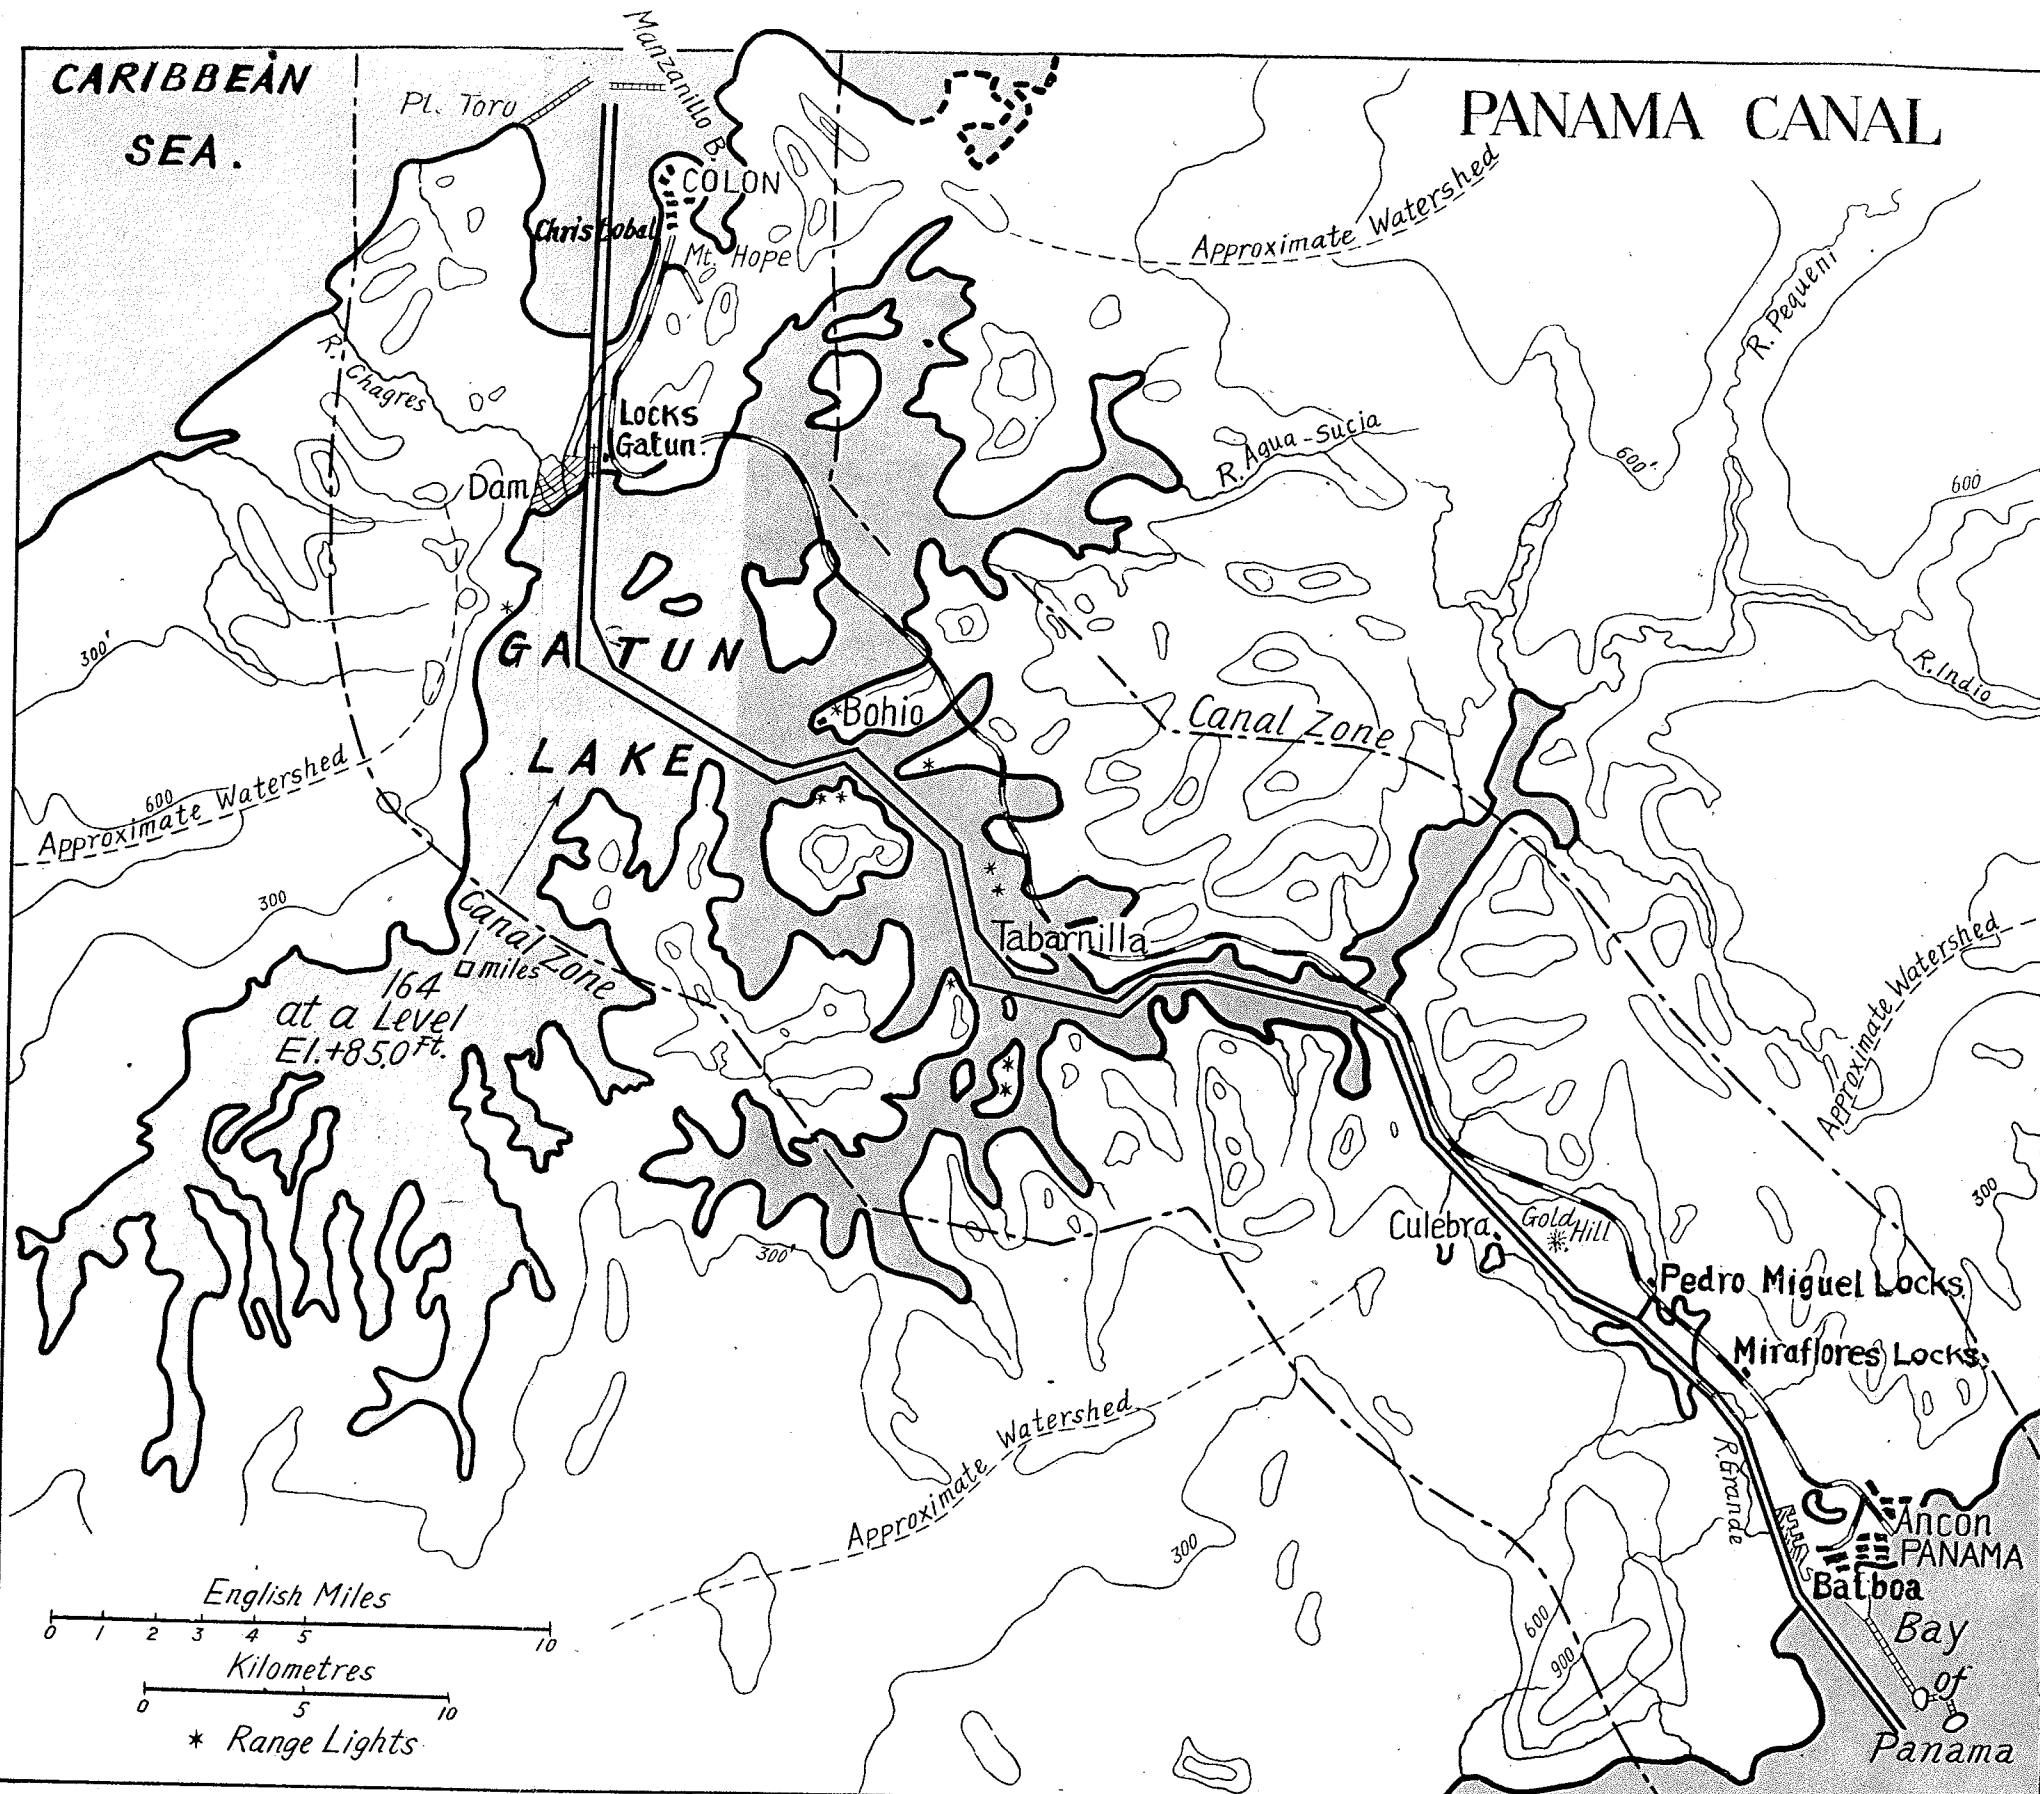 CARIBBEAN
SEA.
PANAMA CANAL
Manzanillo B.
Pt. Toro
COLON
Christobal
Mt. Hope
Approximate Watershed
R. Pequeni
R. Chagres
Locks
Gatun.
Dam
R. Agua-Sucia
600'
600
300'
GATUN
LAKE
Bohio
Canal Zone
R. Indio
600
Approximate Watershed
300
Canal Zone
164
□ miles
at a Level
El.+85.0 Ft.
Tabarnilla
Approximate Watershed
300
300'
Culebra
Gold Hill
Pedro Miguel Locks.
Miraflores Locks.
Approximate Watershed
R. Grande
300
Ancon
PANAMA
Balboa
Bay
of
Panama
600
900
English Miles
0 1 2 3 4 5 10
Kilometres
0 5 10
* Range Lights